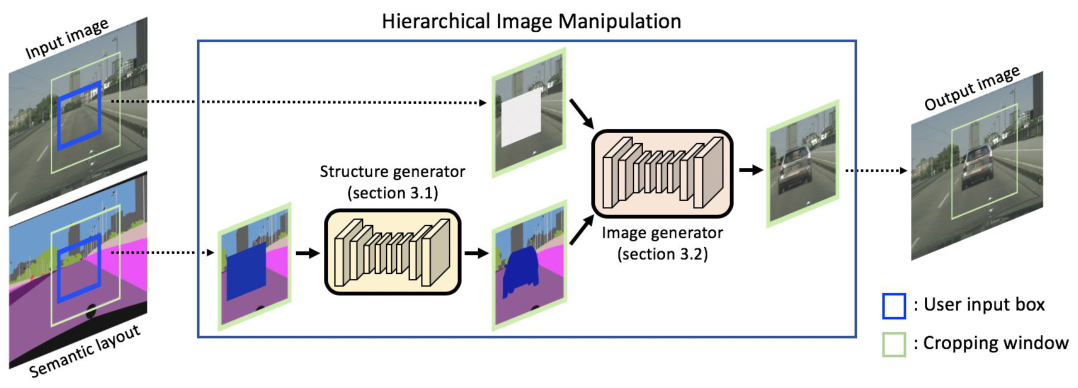 Hierarchical Image Manipulation
Input image
Output image
Structure generator
(section 3.1)
Image generator
(section 3.2)
Semantic layout
: User input box
: Cropping window